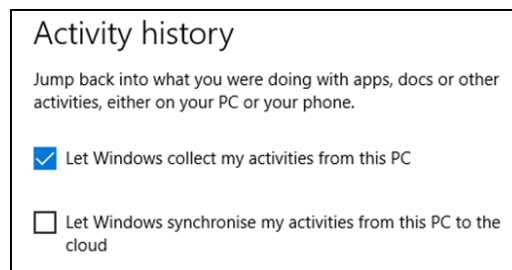 Activity history
Jump back into what you were doing with apps, docs or other
activities, either on your PC or your phone.
Let Windows collect my activities from this PC
Let Windows synchronise my activities from this PC to the
cloud